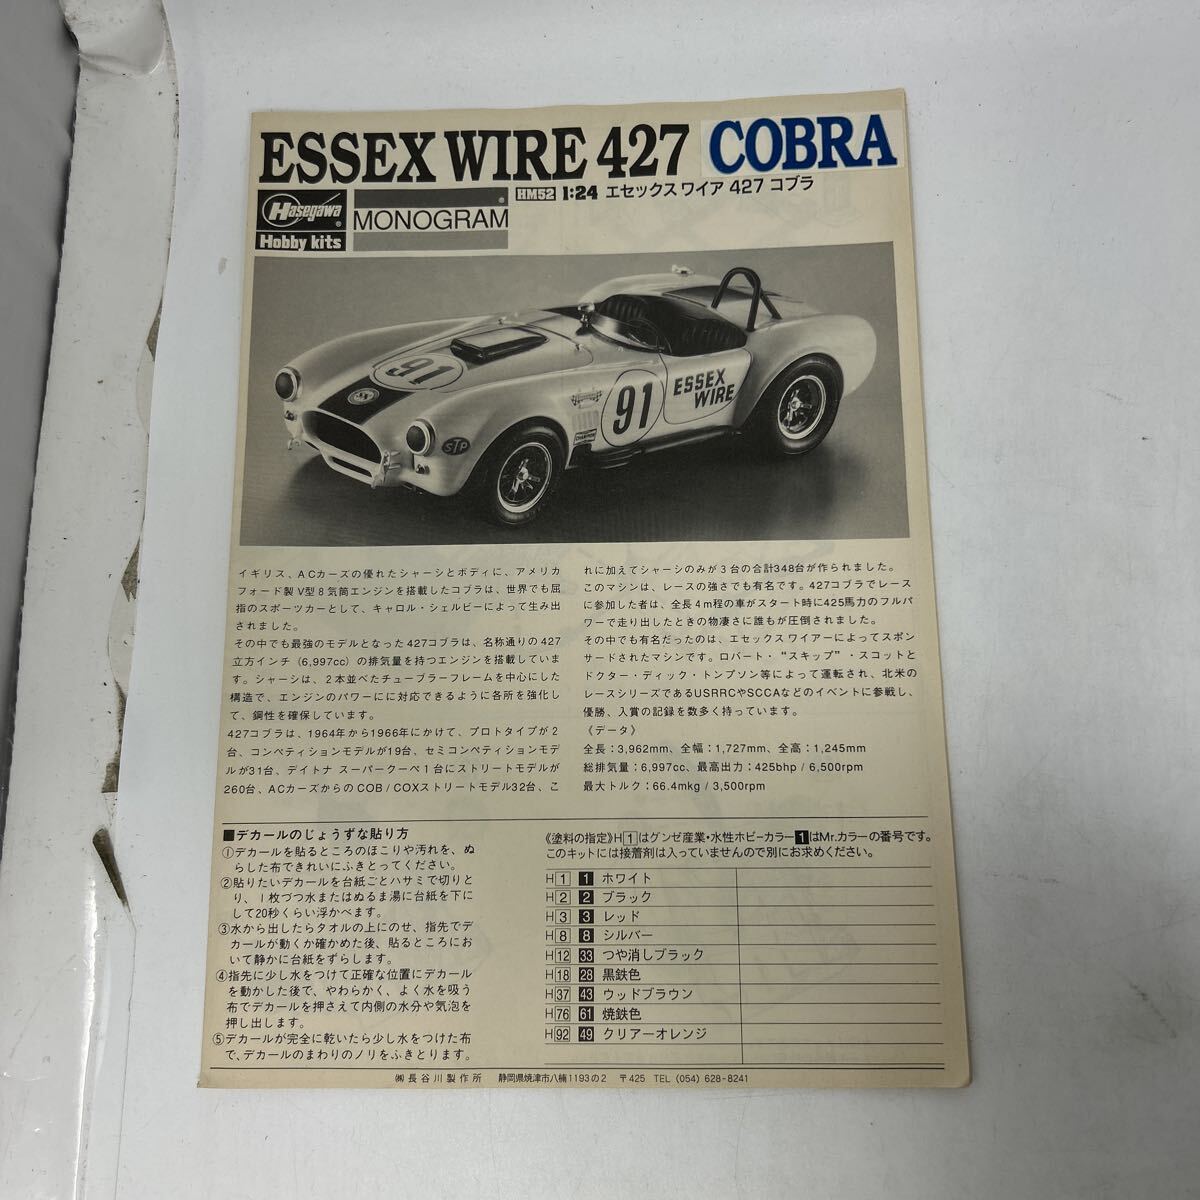 ESSEX WIRE 427 COBRA
HM52 1:24 エセックスワイア 427 コブラ
Hasegawa
Hobby kits
MONOGRAM
91
91
ESSEX
WIRE
STP
CHAMPION
イギリス、ACカーズの優れたシャーシとボディに、アメリカ
フォード製V型8気筒エンジンを搭載したコブラは、世界でも屈
指のスポーツカーとして、キャロル・シェルビーによって生み出
されました。
その中でも最強のモデルとなった427コブラは、名称通りの427
立方インチ（6,997cc）の排気量を持つエンジンを搭載していま
す。シャーシは、2本並べたチューブラーフレームを中心にした
構造で、エンジンのパワーにに対応できるように各所を強化し
て、鋼性を確保しています。
427コブラは、1964年から1966年にかけて、プロトタイプが2
台、コンペティションモデルが19台、セミコンペティションモデ
ルが31台、デイトナ スーパークーペ1台にストリートモデルが
260台、ACカーズからのCOB / COXストリートモデル32台、こ
れに加えてシャーシのみが3台の合計348台が作られました。
このマシンは、レースの強さでも有名です。427コブラでレース
に参加した者は、全長4m程の車がスタート時に425馬力のフルパ
ワーで走り出したときの物凄さに誰もが圧倒されました。
その中でも有名だったのは、エセックスワイアーによってスポン
サードされたマシンです。ロバート・“スキップ”・スコットと
ドクター・ディック・トンプソン等によって運転され、北米の
レースシリーズであるUSRRCやSCCAなどのイベントに参戦し、
優勝、入賞の記録を数多く持っています。
《データ》
全長：3,962mm、全幅：1,727mm、全高：1,245mm
総排気量：6,997cc、最高出力：425bhp / 6,500rpm
最大トルク：66.4mkg / 3,500rpm
■デカールのじょうずな貼り方
①デカールを貼るところのほこりや汚れを、ぬ
らした布できれいにふきとってください。
②貼りたいデカールを台紙ごとハサミで切りと
り、1枚づつ水またはぬるま湯に台紙を下に
して20秒くらい浮かべます。
③水から出したらタオルの上にのせ、指先でデ
カールが動くか確かめた後、貼るところにお
いて静かに台紙をずらします。
④指先に少し水をつけて正確な位置にデカール
を動かした後で、やわらかく、よく水を吸う
布でデカールを押さえて内側の水分や気泡を
押し出します。
⑤デカールが完全に乾いたら少し水をつけた布
で、デカールのまわりのノリをふきとります。
《塗料の指定》H1はグンゼ産業・水性ホビーカラー1はMr.カラーの番号です。
このキットには接着剤は入っていませんので別にお求めください。
H1 1 ホワイト
H2 2 ブラック
H3 3 レッド
H8 8 シルバー
H12 33 つや消しブラック
H18 28 黒鉄色
H37 43 ウッドブラウン
H76 61 焼鉄色
H92 49 クリアーオレンジ
㈱長谷川製作所 静岡県焼津市八楠1193の2 〒425 TEL (054) 628-8241